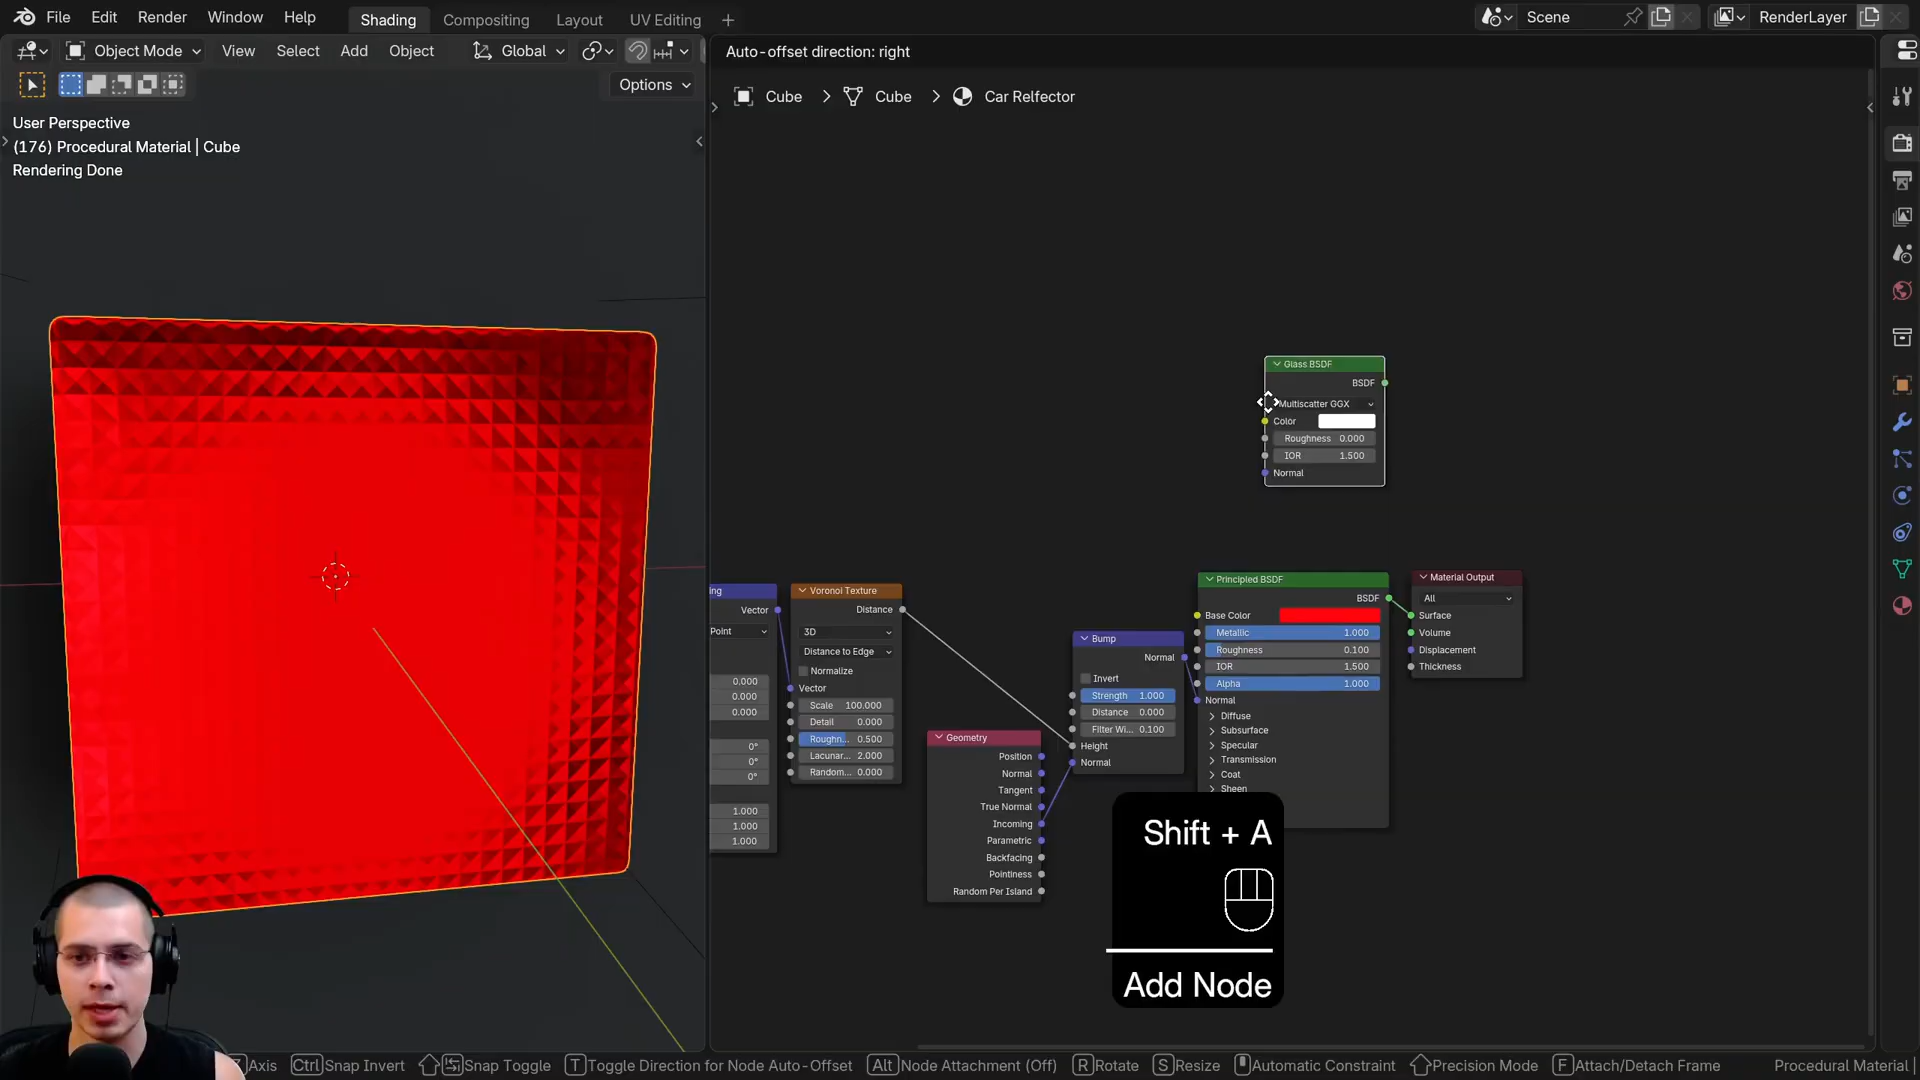 File Edit Render Window Help Shading Compositing Layout UV Editing + Scene RenderLayer
Object Mode View Select Add Object Global
Auto-offset direction: right
Options
Cube > Cube > Car Relfector
User Perspective
(176) Procedural Material | Cube
Rendering Done
Glass BSDF
BSDF
Multiscatter GGX
Color
Roughness 0.000
IOR 1.500
Normal
ing
Vector
Point
0.000
0.000
0.000
0°
0°
0°
1.000
1.000
1.000
Voronoi Texture
Distance
3D
Distance to Edge
Normalize
Vector
Scale 100.000
Detail 0.000
Roughn... 0.500
Lacunar... 2.000
Random... 0.000
Geometry
Position
Normal
Tangent
True Normal
Incoming
Parametric
Backfacing
Pointiness
Random Per Island
Bump
Normal
Invert
Strength 1.000
Distance 0.000
Filter Wi... 0.100
Height
Normal
Principled BSDF
BSDF
Base Color
Metallic 1.000
Roughness 0.100
IOR 1.500
Alpha 1.000
Normal
Diffuse
Subsurface
Specular
Transmission
Coat
Sheen
Material Output
All
Surface
Volume
Displacement
Thickness
Shift + A
Add Node
Axis Ctrl Snap Invert Snap Toggle T Toggle Direction for Node Auto-Offset Alt Node Attachment (Off) R Rotate S Resize Automatic Constraint Precision Mode F Attach/Detach Frame Procedural Material |